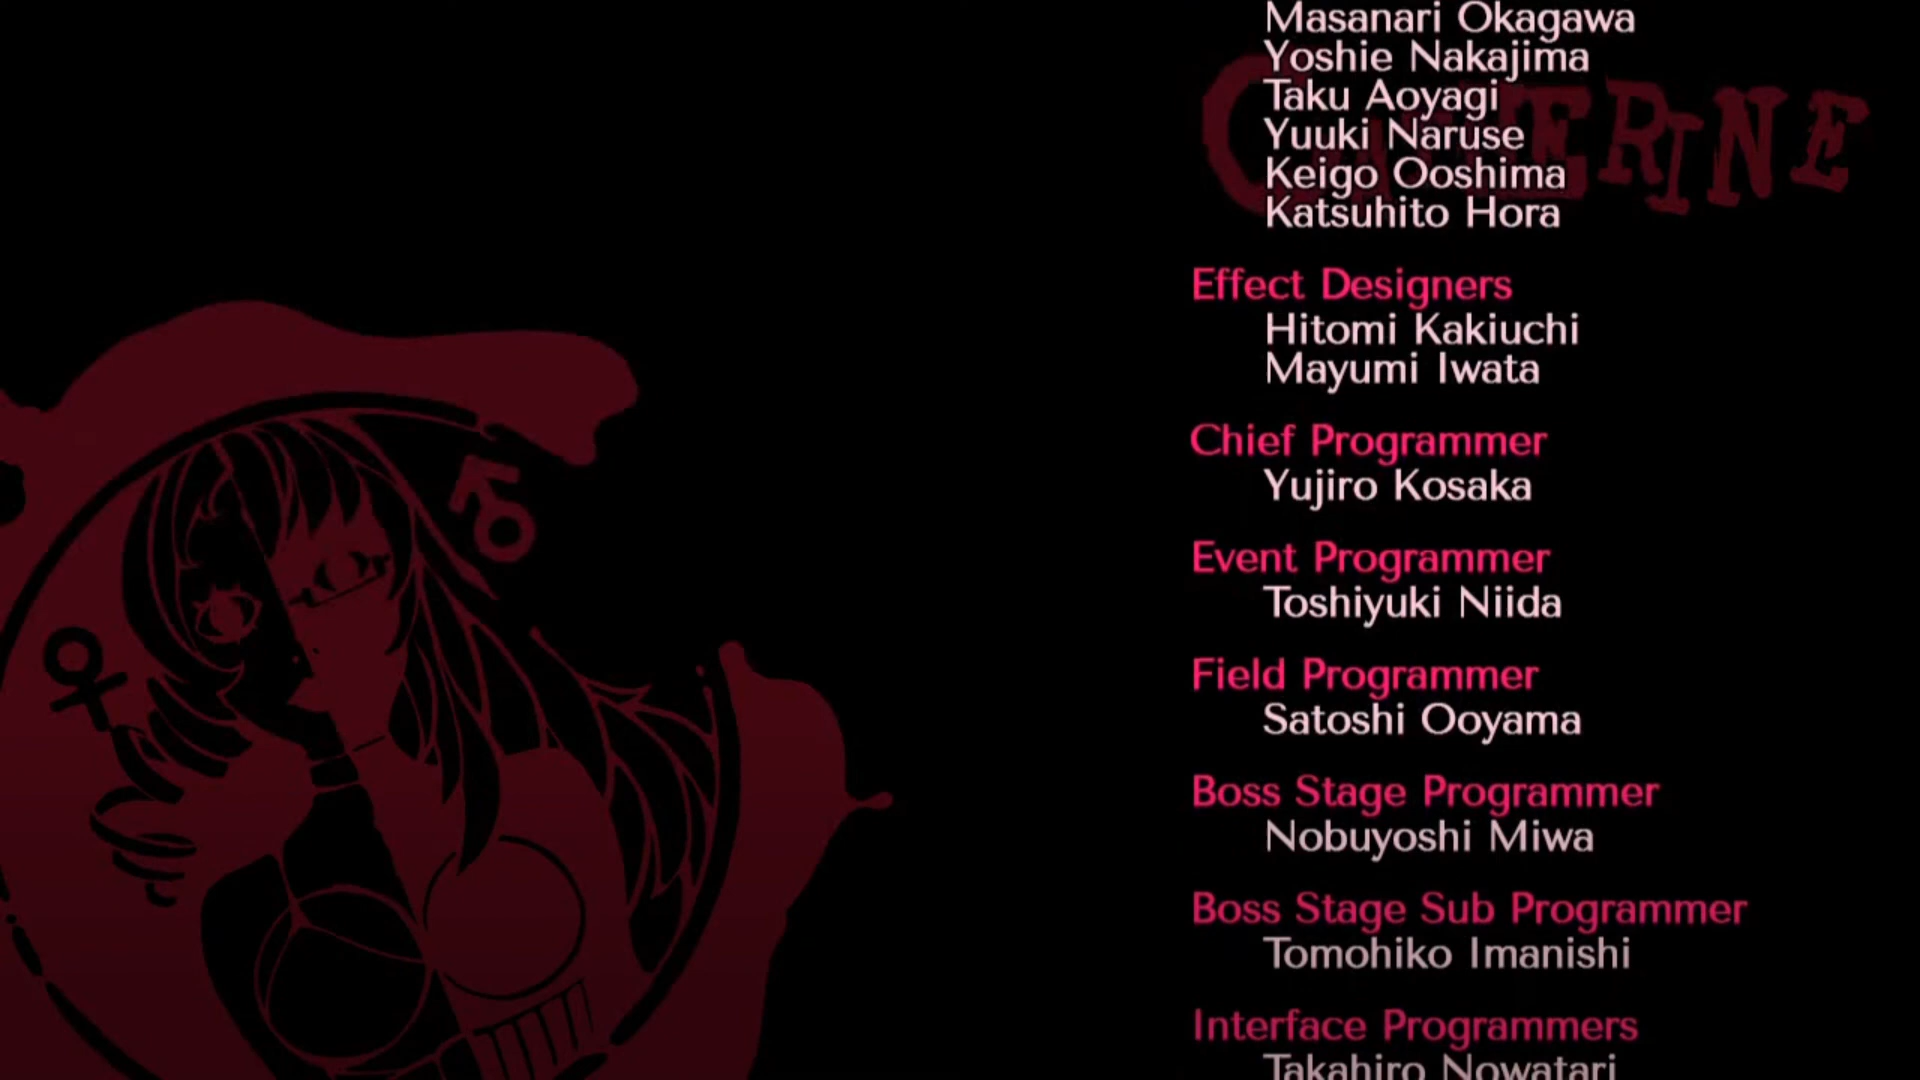 Masanari Okagawa
Yoshie Nakajima
Taku Aoyagi
Yuuki Naruse
Keigo Ooshima
Katsuhito Hora
CATHERINE
Effect Designers
Hitomi Kakiuchi
Mayumi Iwata
Chief Programmer
Yujiro Kosaka
Event Programmer
Toshiyuki Niida
Field Programmer
Satoshi Ooyama
Boss Stage Programmer
Nobuyoshi Miwa
Boss Stage Sub Programmer
Tomohiko Imanishi
Interface Programmers
Takahiro Nowatari